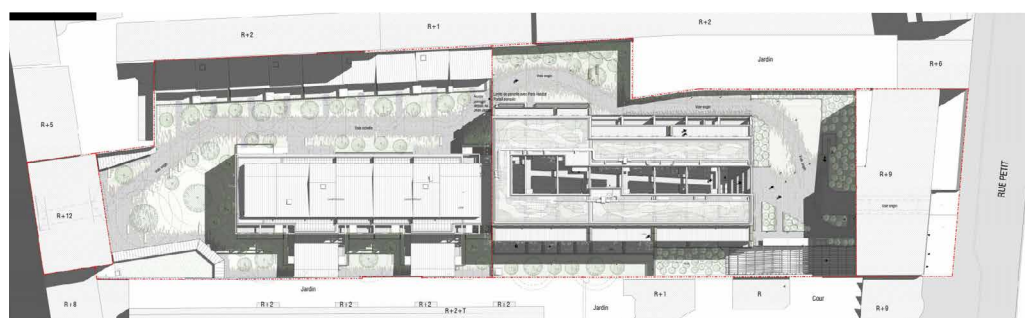 R+2
R+1
R+2
Jardin
R+6
R+5
R+12
R+9
RUE PETIT
Jardin
R+8
R+2
R+2
R+2
R+2
R+2+T
Jardin
R+1
R
Cour
R+9